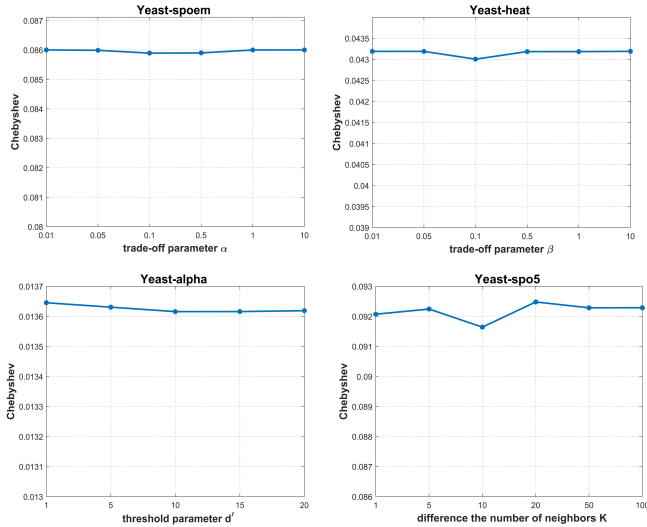 Yeast-spoem
0.087
0.086
0.085
0.084
0.083
0.082
0.081
0.08
Chebyshev
0.01 0.05 0.1 0.5 1 10
trade-off parameter α
Yeast-heat
0.0435
0.043
0.0425
0.042
0.0415
0.041
0.0405
0.04
0.0395
0.039
Chebyshev
0.01 0.05 0.1 0.5 1 10
trade-off parameter β
Yeast-alpha
0.0137
0.0136
0.0135
0.0134
0.0133
0.0132
0.0131
0.013
Chebyshev
1 5 10 15 20
threshold parameter d′
Yeast-spo5
0.093
0.092
0.091
0.09
0.089
0.088
0.087
0.086
Chebyshev
1 5 10 20 50 100
difference the number of neighbors K